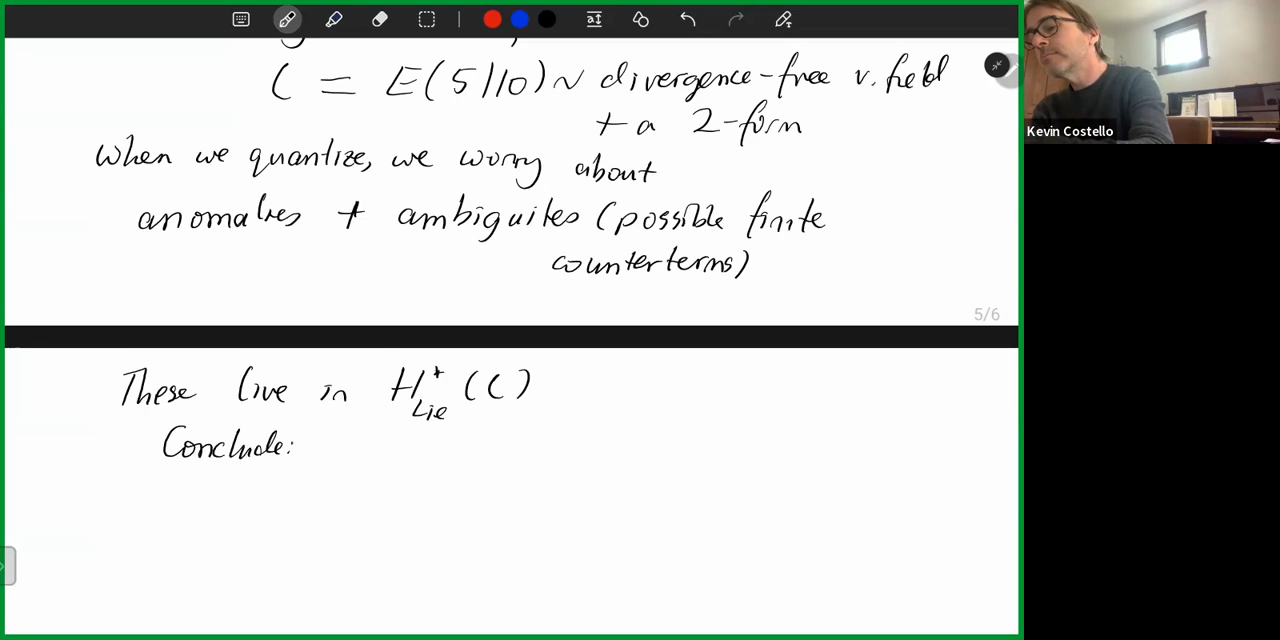 C = E(5|10) ~ divergence-free v. field
+ a 2-form
When we quantize, we worry about
anomalies + ambiguites (possible finite
counterterms)
5/6
These live in H*Lie (C)
Conclude:
Kevin Costello